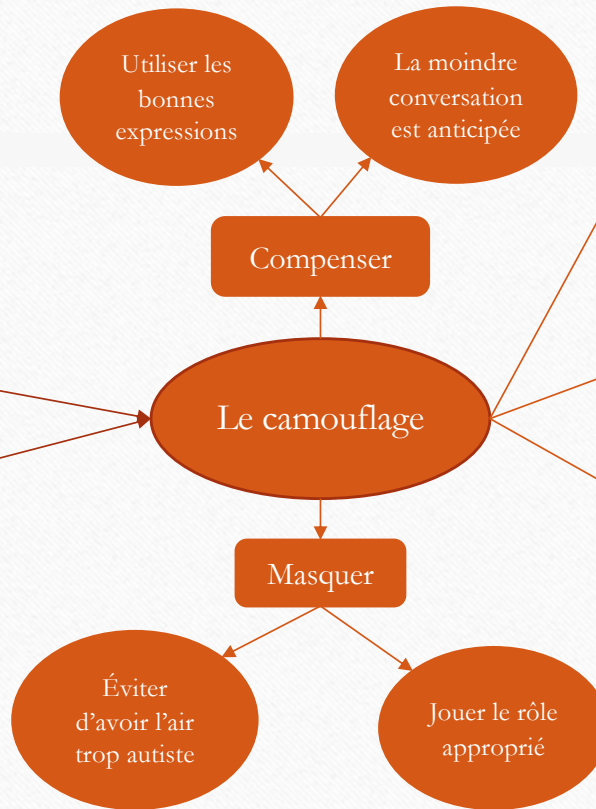 Utiliser les
bonnes
expressions
La moindre
conversation
est anticipée
Compenser
Le camouflage
Masquer
Éviter
d’avoir l’air
trop autiste
Jouer le rôle
approprié